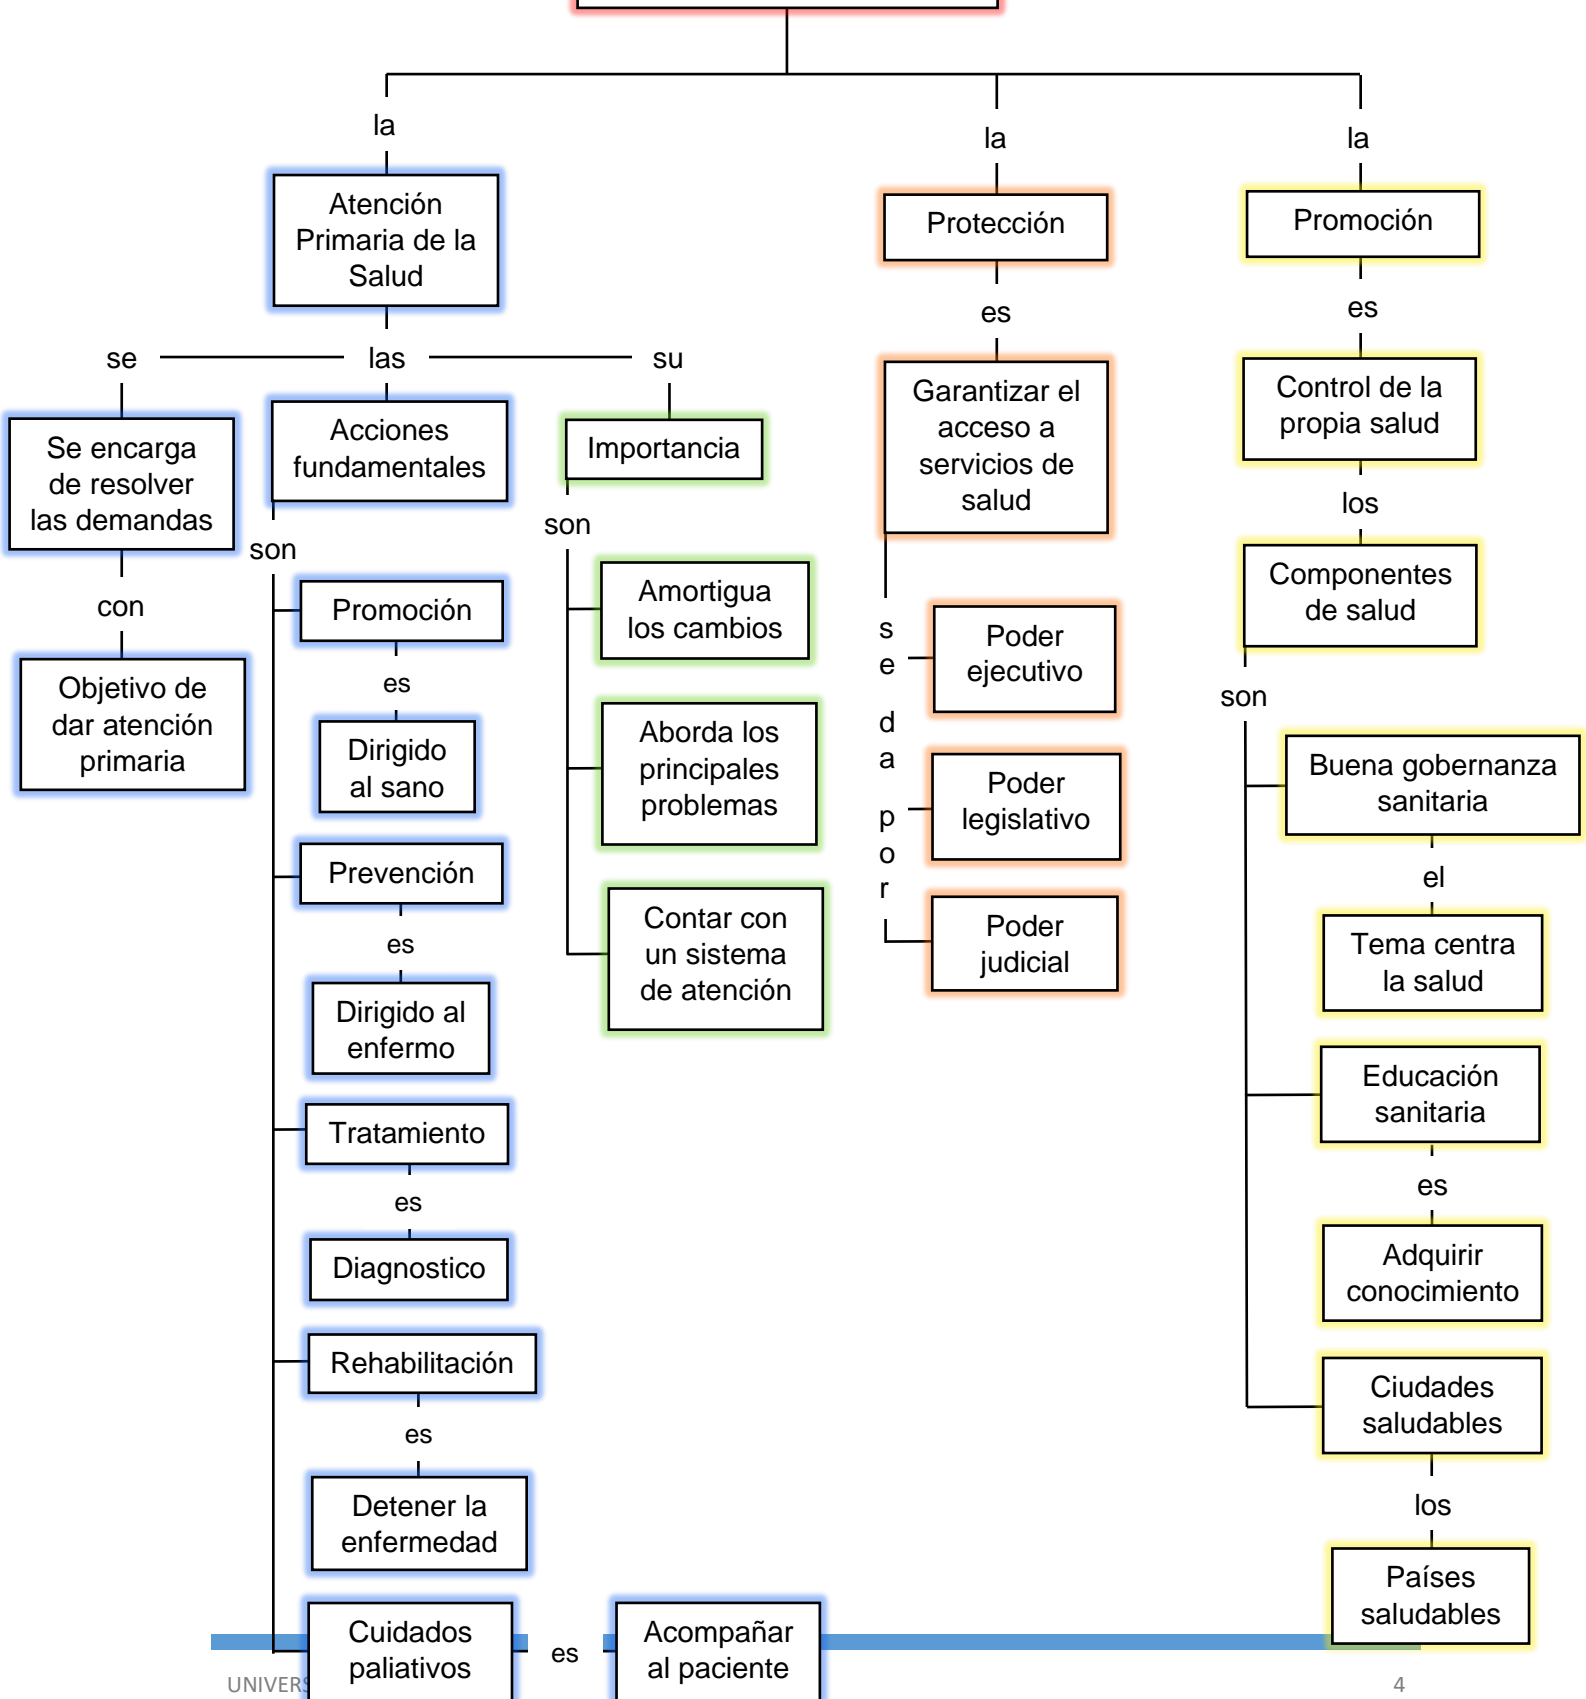 la
Atención
Primaria de la
Salud
se
las
su
Se encarga
de resolver
las demandas
con
Objetivo de
dar atención
primaria
Acciones
fundamentales
son
Promoción
es
Dirigido
al sano
Prevención
es
Dirigido al
enfermo
Tratamiento
es
Diagnostico
Rehabilitación
es
Detener la
enfermedad
Cuidados
paliativos
es
Acompañar
al paciente
Importancia
son
Amortigua
los cambios
Aborda los
principales
problemas
Contar con
un sistema
de atención
la
Protección
es
Garantizar el
acceso a
servicios de
salud
se da por
Poder
ejecutivo
Poder
legislativo
Poder
judicial
la
Promoción
es
Control de la
propia salud
los
Componentes
de salud
son
Buena gobernanza
sanitaria
el
Tema centra
la salud
Educación
sanitaria
es
Adquirir
conocimiento
Ciudades
saludables
los
Países
saludables
4